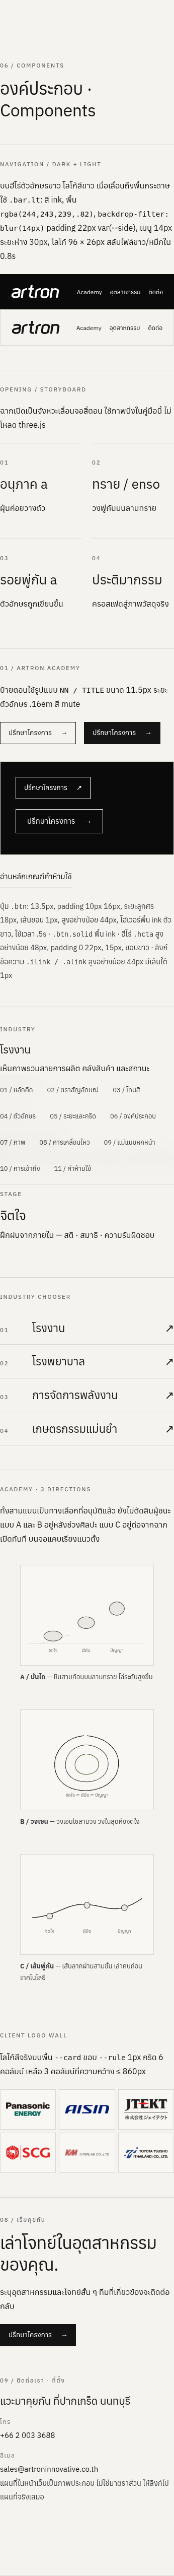 06 / COMPONENTS
องค์ประกอบ ·
Components
NAVIGATION / DARK + LIGHT
บนฮีโร่ตัวอักษรขาว โลโก้สีขาว เมื่อเลื่อนถึงพื้นกระดาษ
ใช้ .bar.lt: สี ink, พื้น
rgba(244,243,239,.82), backdrop-filter:
blur(14px) padding 22px var(--side), เมนู 14px
ระยะห่าง 30px, โลโก้ 96 × 26px สลับไฟล์ขาว/หมึกใน
0.8s
artron
Academy อุตสาหกรรม ติดต่อ
artron
Academy อุตสาหกรรม ติดต่อ
OPENING / STORYBOARD
ฉากเปิดเป็นจังหวะเลื่อนจอสี่ตอน ใช้ภาพนิ่งในคู่มือนี้ ไม่
โหลด three.js
01
อนุภาค a
ฝุ่นค่อยวางตัว
02
ทราย / enso
วงพู่กันบนลานทราย
03
รอยพู่กัน a
ตัวอักษรถูกเขียนขึ้น
04
ประติมากรรม
ครอสเฟดสู่ภาพวัสดุจริง
01 / ARTRON ACADEMY
ป้ายตอนใช้รูปแบบ NN / TITLE ขนาด 11.5px ระยะ
ตัวอักษร .16em สี mute
ปรึกษาโครงการ →
ปรึกษาโครงการ →
ปรึกษาโครงการ ↗
ปรึกษาโครงการ →
อ่านหลักเกณฑ์คำห้ามใช้
ปุ่ม .btn: 13.5px, padding 10px 16px, ระยะลูกศร
18px, เส้นขอบ 1px, สูงอย่างน้อย 44px, โฮเวอร์พื้น ink ตัว
ขาว, ใช้เวลา .5s · .btn.solid พื้น ink · ฮีโร่ .hcta สูง
อย่างน้อย 48px, padding 0 22px, 15px, ขอบขาว · ลิงก์
ข้อความ .ilink / .alink สูงอย่างน้อย 44px มีเส้นใต้
1px
INDUSTRY
โรงงาน
เห็นภาพรวมสายการผลิต คลังสินค้า และสถานะ
01 / หลักคิด 02 / ตราสัญลักษณ์ 03 / โทนสี
04 / ตัวอักษร 05 / ระยะและกริด 06 / องค์ประกอบ
07 / ภาพ 08 / การเคลื่อนไหว 09 / แม่แบบหกหน้า
10 / การเข้าถึง 11 / คำห้ามใช้
STAGE
จิตใจ
ฝึกฝนจากภายใน — สติ · สมาธิ · ความรับผิดชอบ
INDUSTRY CHOOSER
01 โรงงาน ↗
02 โรงพยาบาล ↗
03 การจัดการพลังงาน ↗
04 เกษตรกรรมแม่นยำ ↗
ACADEMY · 3 DIRECTIONS
ทั้งสามแบบเป็นทางเลือกที่อนุมัติแล้ว ยังไม่ตัดสินผู้ชนะ
แบบ A และ B อยู่หลังช่วงศิลปะ แบบ C อยู่ต่อจากฉาก
เปิดทันที บนจอแคบเรียงแนวตั้ง
จิตใจ ฝีมือ ปัญญา
A / บันได — หินสามก้อนบนลานทราย ไล่ระดับสูงขึ้น
จิตใจ ⊂ ฝีมือ ⊂ ปัญญา
B / วงเซน — วงเอนโซสามวง วงในสุดคือจิตใจ
จิตใจ ฝีมือ ปัญญา
C / เส้นพู่กัน — เส้นลากผ่านสามขั้น เล่าคนก่อน
เทคโนโลยี
CLIENT LOGO WALL
โลโก้สีจริงบนพื้น --card ขอบ --rule 1px กริด 6
คอลัมน์ เหลือ 3 คอลัมน์ที่ความกว้าง ≤ 860px
Panasonic
ENERGY
AISIN
JTEKT
株式会社ジェイテクト
SCG
TOYOTA TSUSHO
(THAILAND) CO., LTD.
08 / เริ่มคุยกัน
เล่าโจทย์ในอุตสาหกรรม
ของคุณ.
ระบุอุตสาหกรรมและโจทย์สั้น ๆ ทีมที่เกี่ยวข้องจะติดต่อ
กลับ
ปรึกษาโครงการ →
09 / ติดต่อเรา · ที่ตั้ง
แวะมาคุยกัน ที่ปากเกร็ด นนทบุรี
โทร
+66 2 003 3688
อีเมล
sales@artroninnovative.co.th
แผนที่ในหน้าเว็บเป็นภาพประกอบ ไม่ใช่มาตราส่วน ให้ลิงก์ไป
แผนที่จริงเสมอ